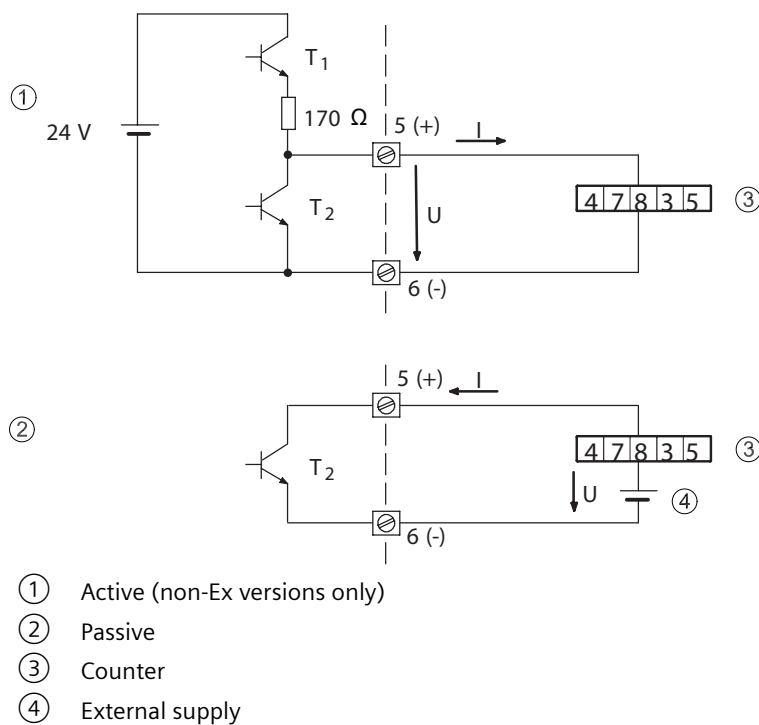 T1
①
24 V
170 Ω
5 (+)
I
T2
U
4 7 8 3 5
③
6 (-)
5 (+)
I
②
T2
4 7 8 3 5
③
U
④
6 (-)
① Active (non-Ex versions only)
② Passive
③ Counter
④ External supply